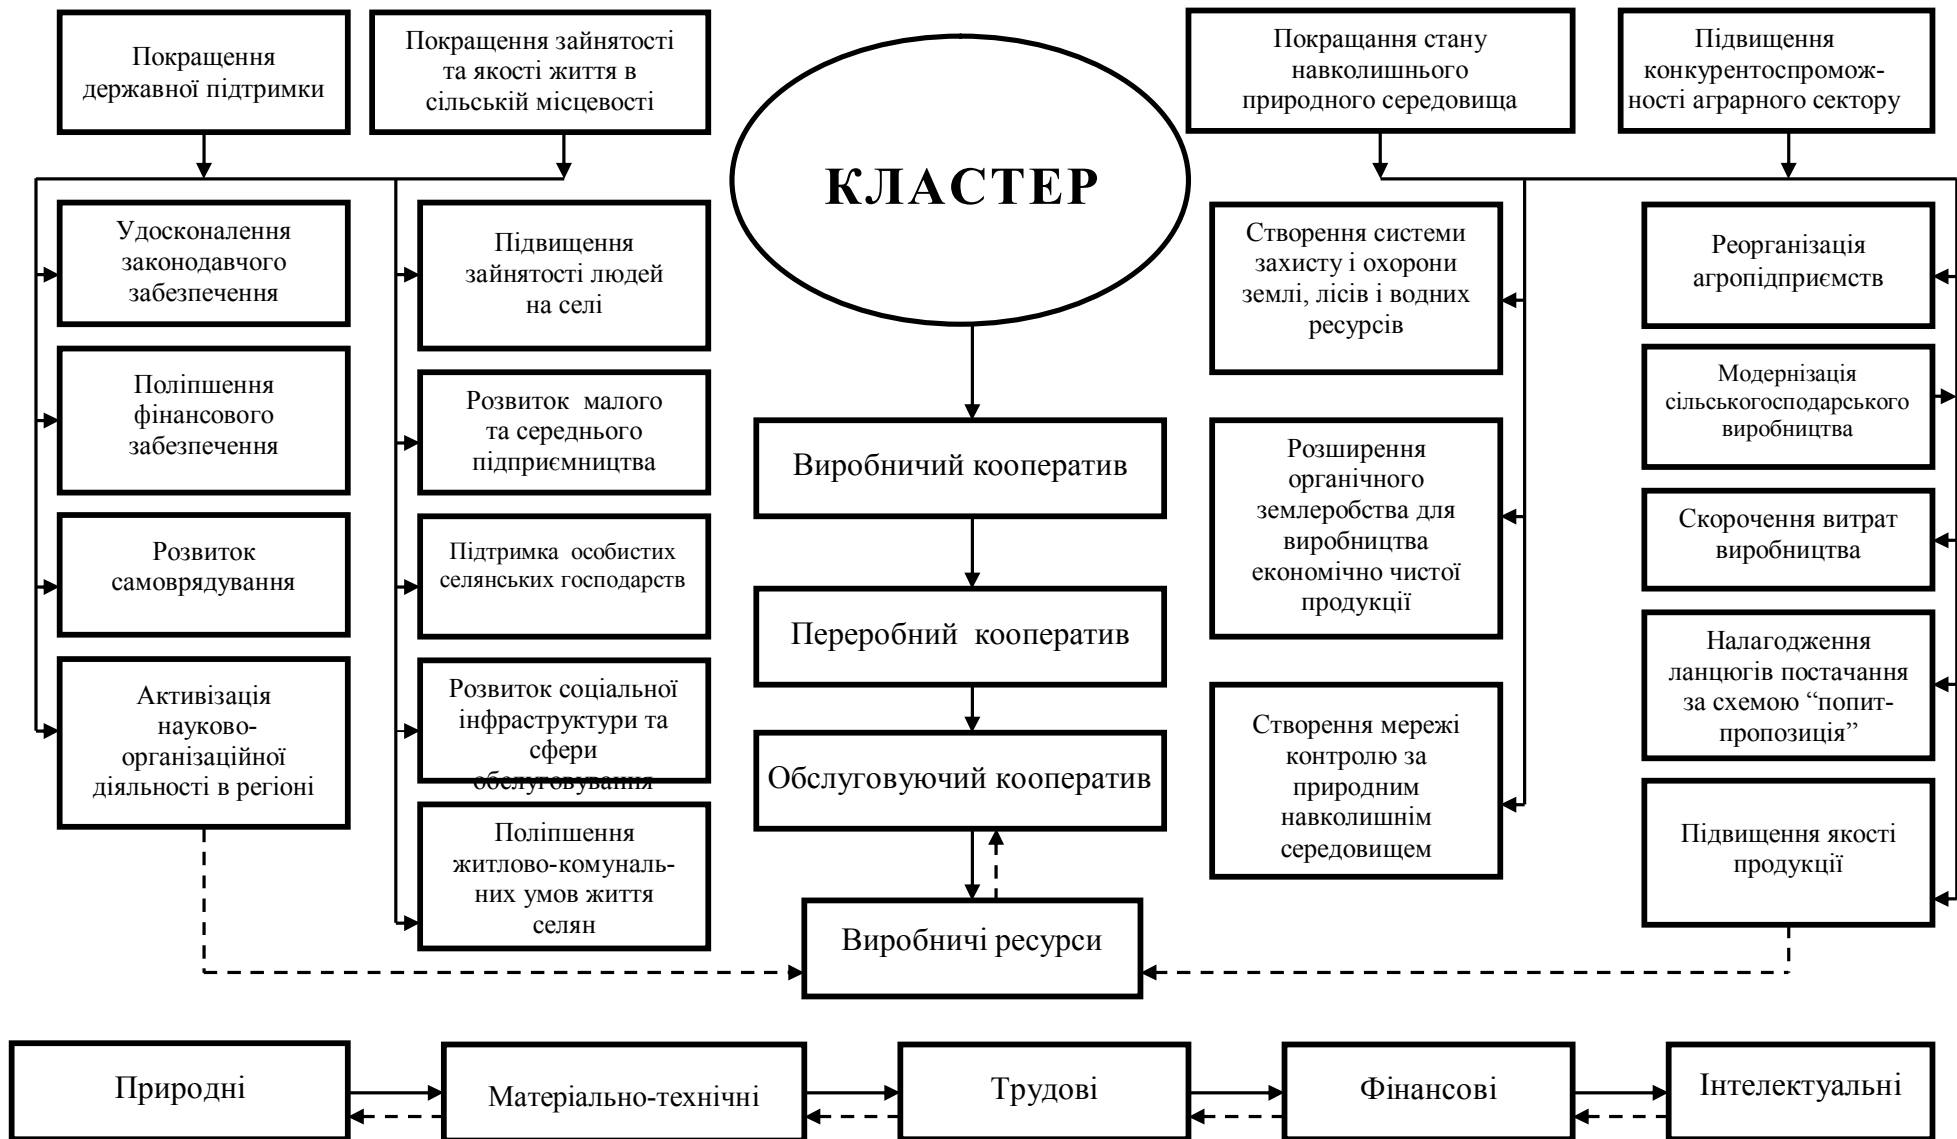 Покращення
державної підтримки
Покращення зайнятості
та якості життя в
сільській місцевості
КЛАСТЕР
Покращання стану
навколишнього
природного середовища
Підвищення
конкурентоспромож-
ності аграрного сектору
Удосконалення
законодавчого
забезпечення
Поліпшення
фінансового
забезпечення
Розвиток
самоврядування
Активізація
науково-
організаційної
діяльності в регіоні
Підвищення
зайнятості людей
на селі
Розвиток малого
та середнього
підприємництва
Підтримка особистих
селянських господарств
Розвиток соціальної
інфраструктури та
сфери
обслуговування
Поліпшення
житлово-комуналь-
них умов життя
селян
Виробничий кооператив
Переробний кооператив
Обслуговуючий кооператив
Виробничі ресурси
Створення системи
захисту і охорони
землі, лісів і водних
ресурсів
Розширення
органічного
землеробства для
виробництва
економічно чистої
продукції
Створення мережі
контролю за
природним
навколишнім
середовищем
Реорганізація
агропідприємств
Модернізація
сільськогосподарського
виробництва
Скорочення витрат
виробництва
Налагодження
ланцюгів постачання
за схемою “попит-
пропозиція”
Підвищення якості
продукції
Природні
Матеріально-технічні
Трудові
Фінансові
Інтелектуальні